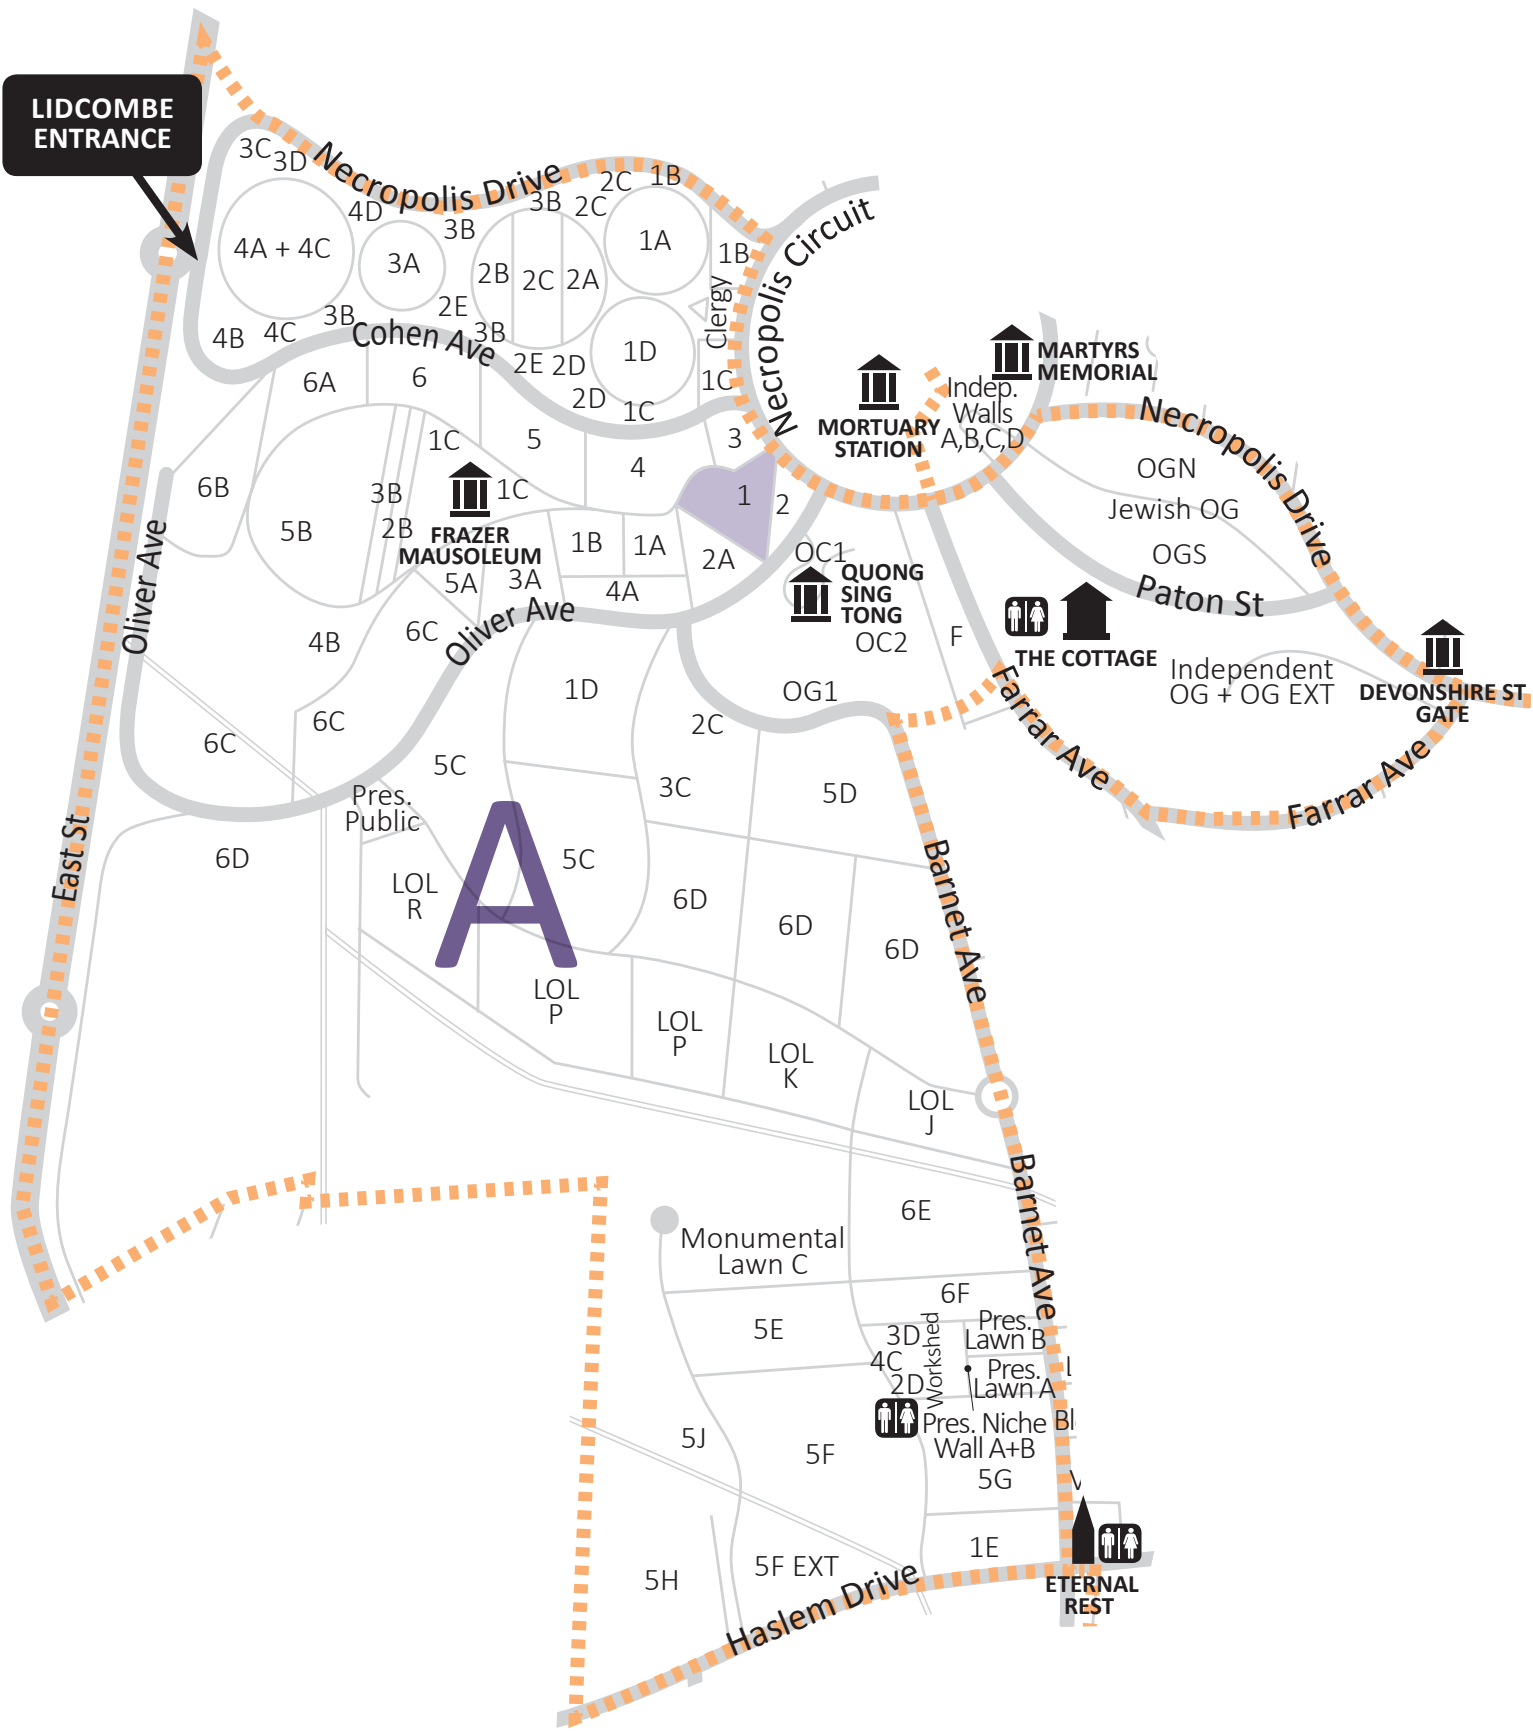 LIDCOMBE
ENTRANCE
3C
3D
Necropolis Drive
2C
1B
4D
3B
3B
2C
1A
4A + 4C
3A
2B
2C
2A
1B
Clergy
Necropolis Circuit
2E
3B
4B
4C
Cohen Ave
3B
2E
2D
1D
6A
6
2D
1C
1C
MARTYRS
MEMORIAL
MORTUARY
STATION
Indep.
Walls
A,B,C,D
Necropolis Drive
1C
5
3
4
6B
3B
1C
1
2
OGN
Jewish OG
OGS
5B
2B
FRAZER
MAUSOLEUM
1B
1A
2A
OC1
Oliver Ave
5A
3A
4A
QUONG
SING
TONG
Paton St
4B
6C
Oliver Ave
OC2
F
THE COTTAGE
Independent
OG + OG EXT
DEVONSHIRE ST
GATE
1D
OG1
6C
6C
2C
Farrar Ave
Farrar Ave
5C
3C
5D
Pres.
Public
East St
6D
A
5C
LOL
R
6D
6D
6D
Barnet Ave
LOL
P
LOL
P
LOL
K
LOL
J
Barnet Ave
6E
Monumental
Lawn C
6F
5E
3D
Workshed
Pres.
Lawn B
4C
2D
Pres.
Lawn A
Pres. Niche
Wall A+B
Bl
5J
5F
5G
1E
5F EXT
5H
Haslem Drive
ETERNAL
REST